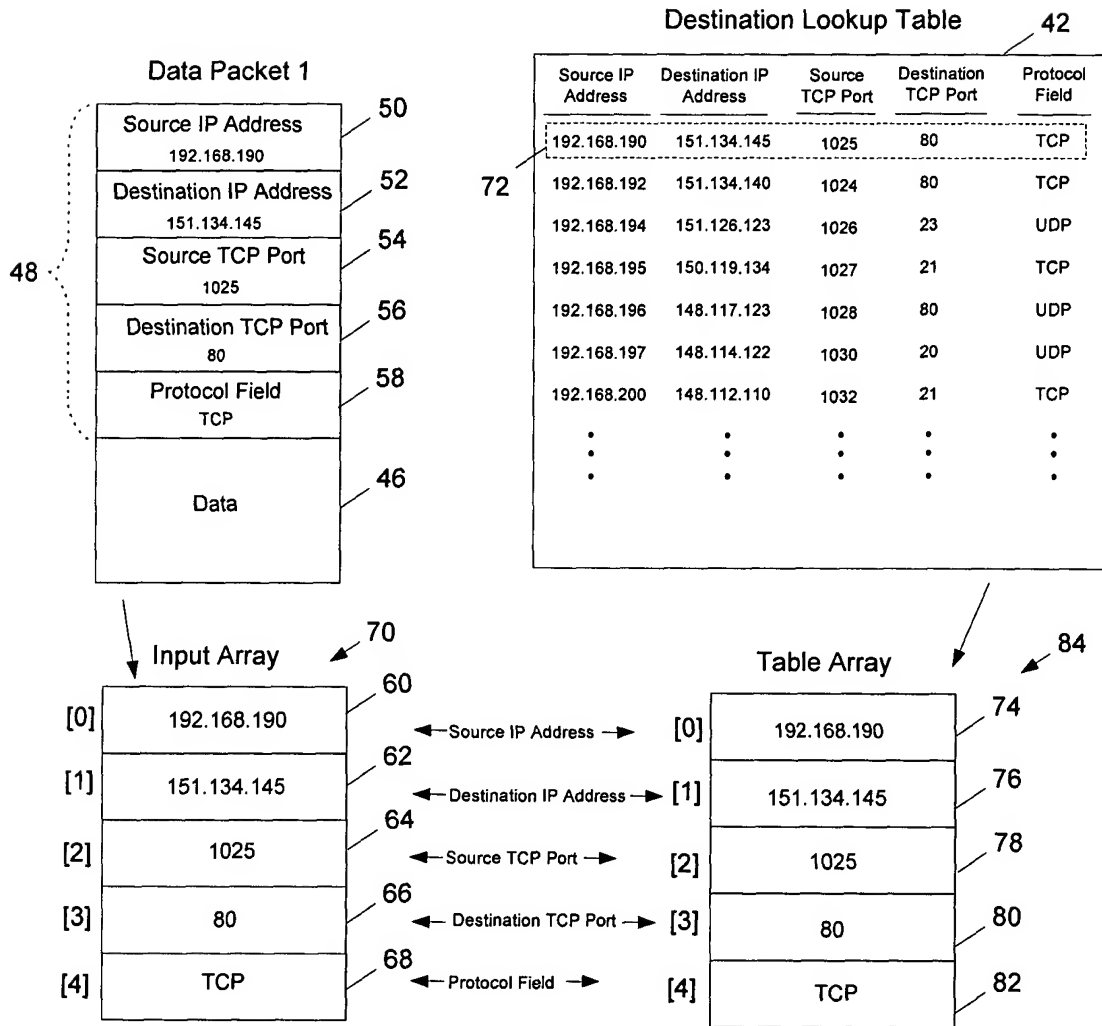 Destination Lookup Table
42
Data Packet 1
Source IP Address
192.168.190
50
Destination IP Address
151.134.145
52
Source TCP Port
1025
54
Destination TCP Port
80
56
Protocol Field
TCP
58
48
Data
46
Source IP Address Destination IP Address Source TCP Port Destination TCP Port Protocol Field
192.168.190 151.134.145 1025 80 TCP
72
192.168.192 151.134.140 1024 80 TCP
192.168.194 151.126.123 1026 23 UDP
192.168.195 150.119.134 1027 21 TCP
192.168.196 148.117.123 1028 80 UDP
192.168.197 148.114.122 1030 20 UDP
192.168.200 148.112.110 1032 21 TCP
Input Array
70
[0] 192.168.190 60
[1] 151.134.145 62
[2] 1025 64
[3] 80 66
[4] TCP 68
Source IP Address
Destination IP Address
Source TCP Port
Destination TCP Port
Protocol Field
Table Array
84
[0] 192.168.190 74
[1] 151.134.145 76
[2] 1025 78
[3] 80 80
[4] TCP 82